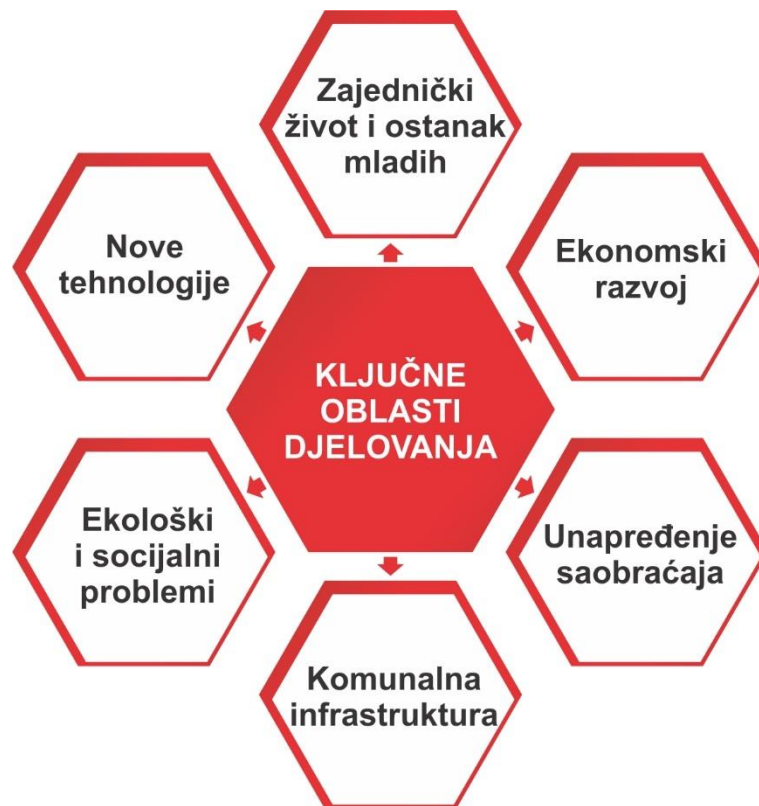 Zajednički
život i ostanak
mladih
Nove
tehnologije
Ekonomski
razvoj
KLJUČNE
OBLASTI
DJELOVANJA
Ekološki
i socijalni
problemi
Unapređenje
saobraćaja
Komunalna
infrastruktura